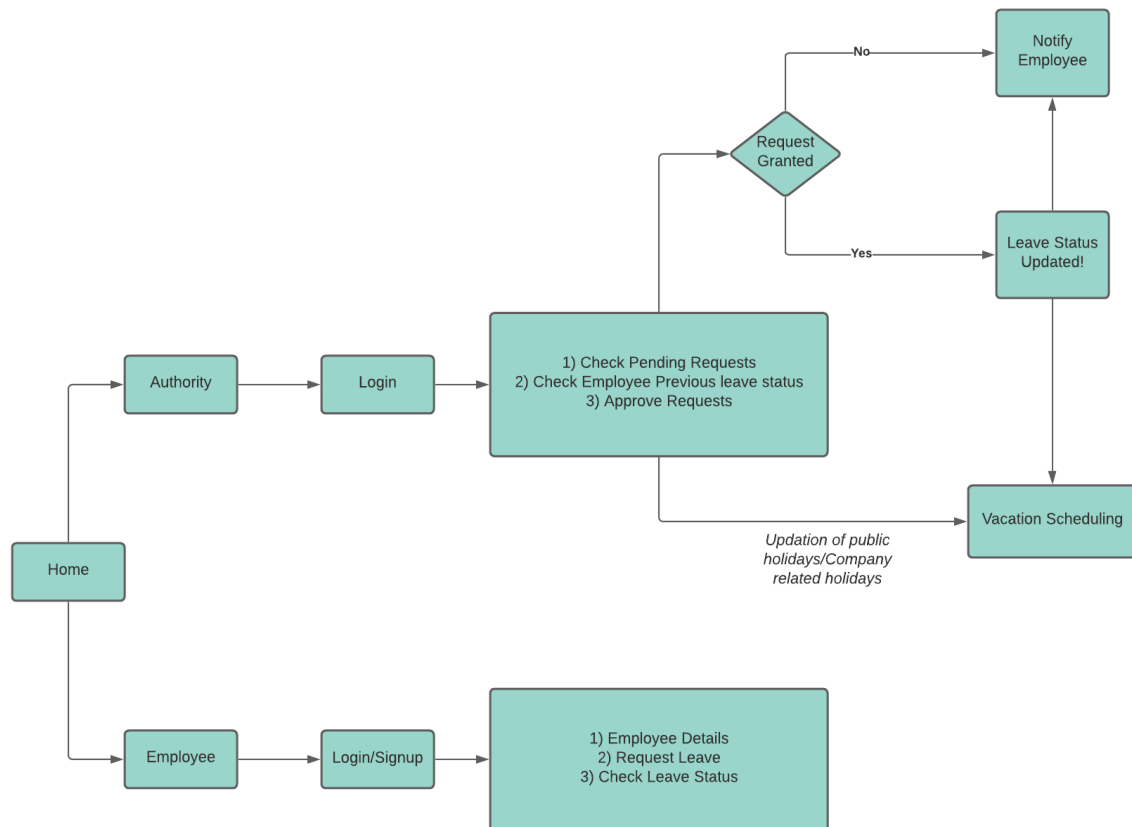 No
Notify
Employee
Request
Granted
Yes
Leave Status
Updated!
1) Check Pending Requests
2) Check Employee Previous leave status
3) Approve Requests
Authority
Login
Vacation Scheduling
Updation of public
holidays/Company
related holidays
Home
Employee
Login/Signup
1) Employee Details
2) Request Leave
3) Check Leave Status